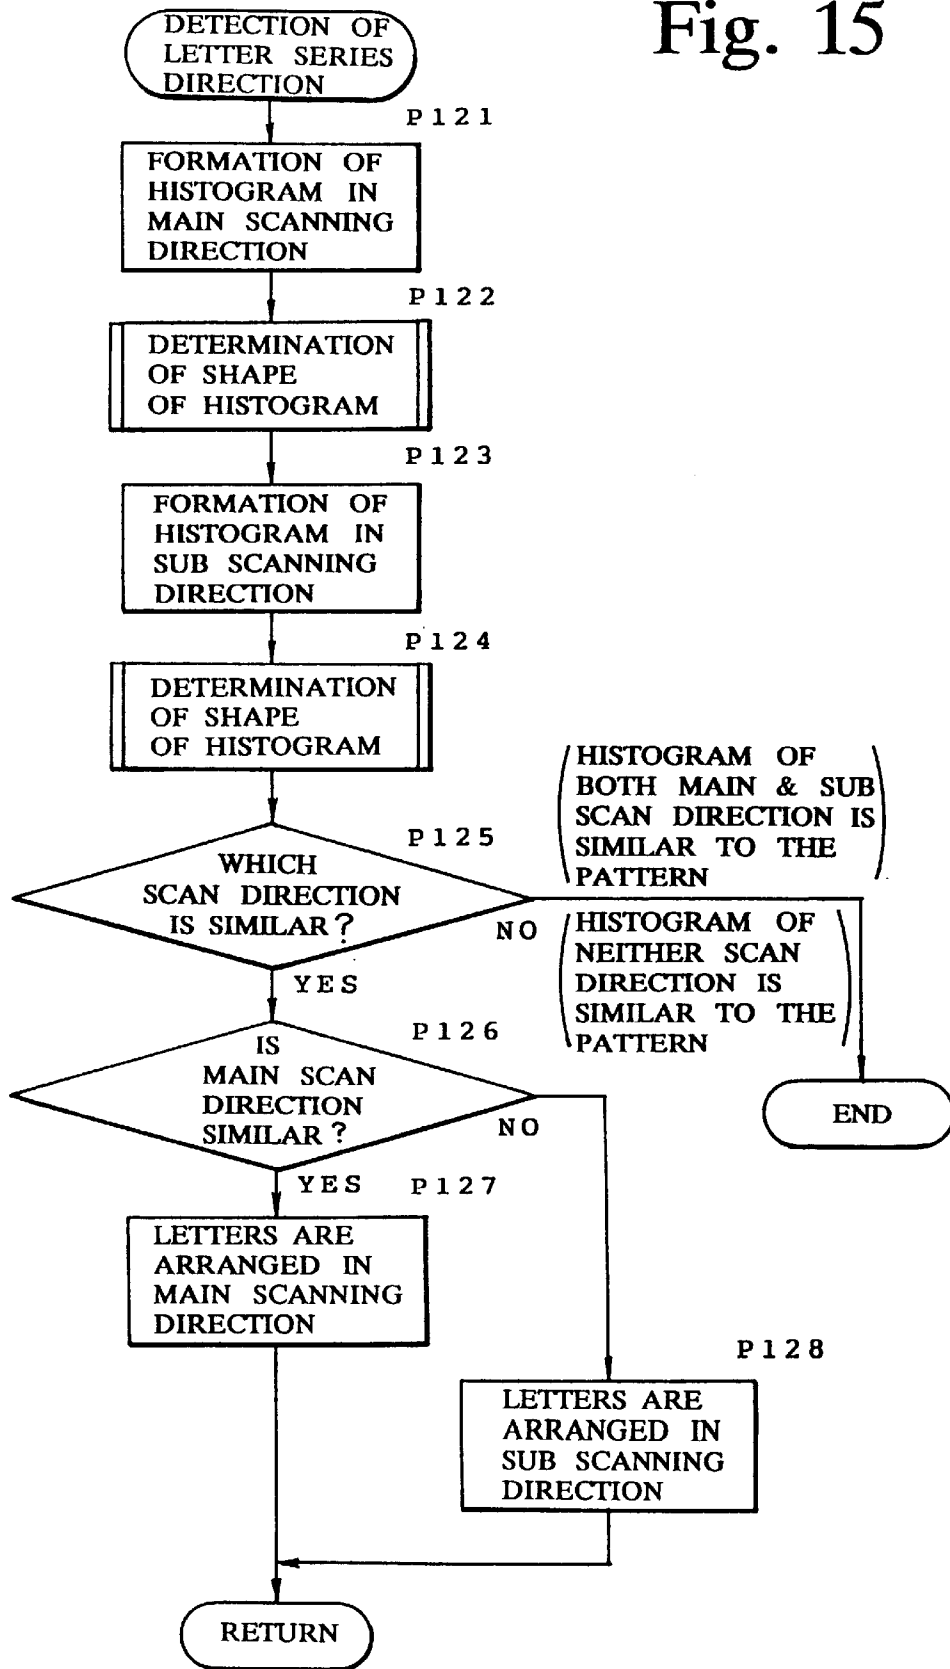 Fig. 15
DETECTION OF
LETTER SERIES
DIRECTION
P121
FORMATION OF
HISTOGRAM IN
MAIN SCANNING
DIRECTION
P122
DETERMINATION
OF SHAPE
OF HISTOGRAM
P123
FORMATION OF
HISTOGRAM IN
SUB SCANNING
DIRECTION
P124
DETERMINATION
OF SHAPE
OF HISTOGRAM
P125
WHICH
SCAN DIRECTION
IS SIMILAR?
NO
YES
HISTOGRAM OF
BOTH MAIN & SUB
SCAN DIRECTION IS
SIMILAR TO THE
PATTERN
HISTOGRAM OF
NEITHER SCAN
DIRECTION IS
SIMILAR TO THE
PATTERN
END
P126
IS
MAIN SCAN
DIRECTION
SIMILAR?
NO
YES
P127
LETTERS ARE
ARRANGED IN
MAIN SCANNING
DIRECTION
P128
LETTERS ARE
ARRANGED IN
SUB SCANNING
DIRECTION
RETURN